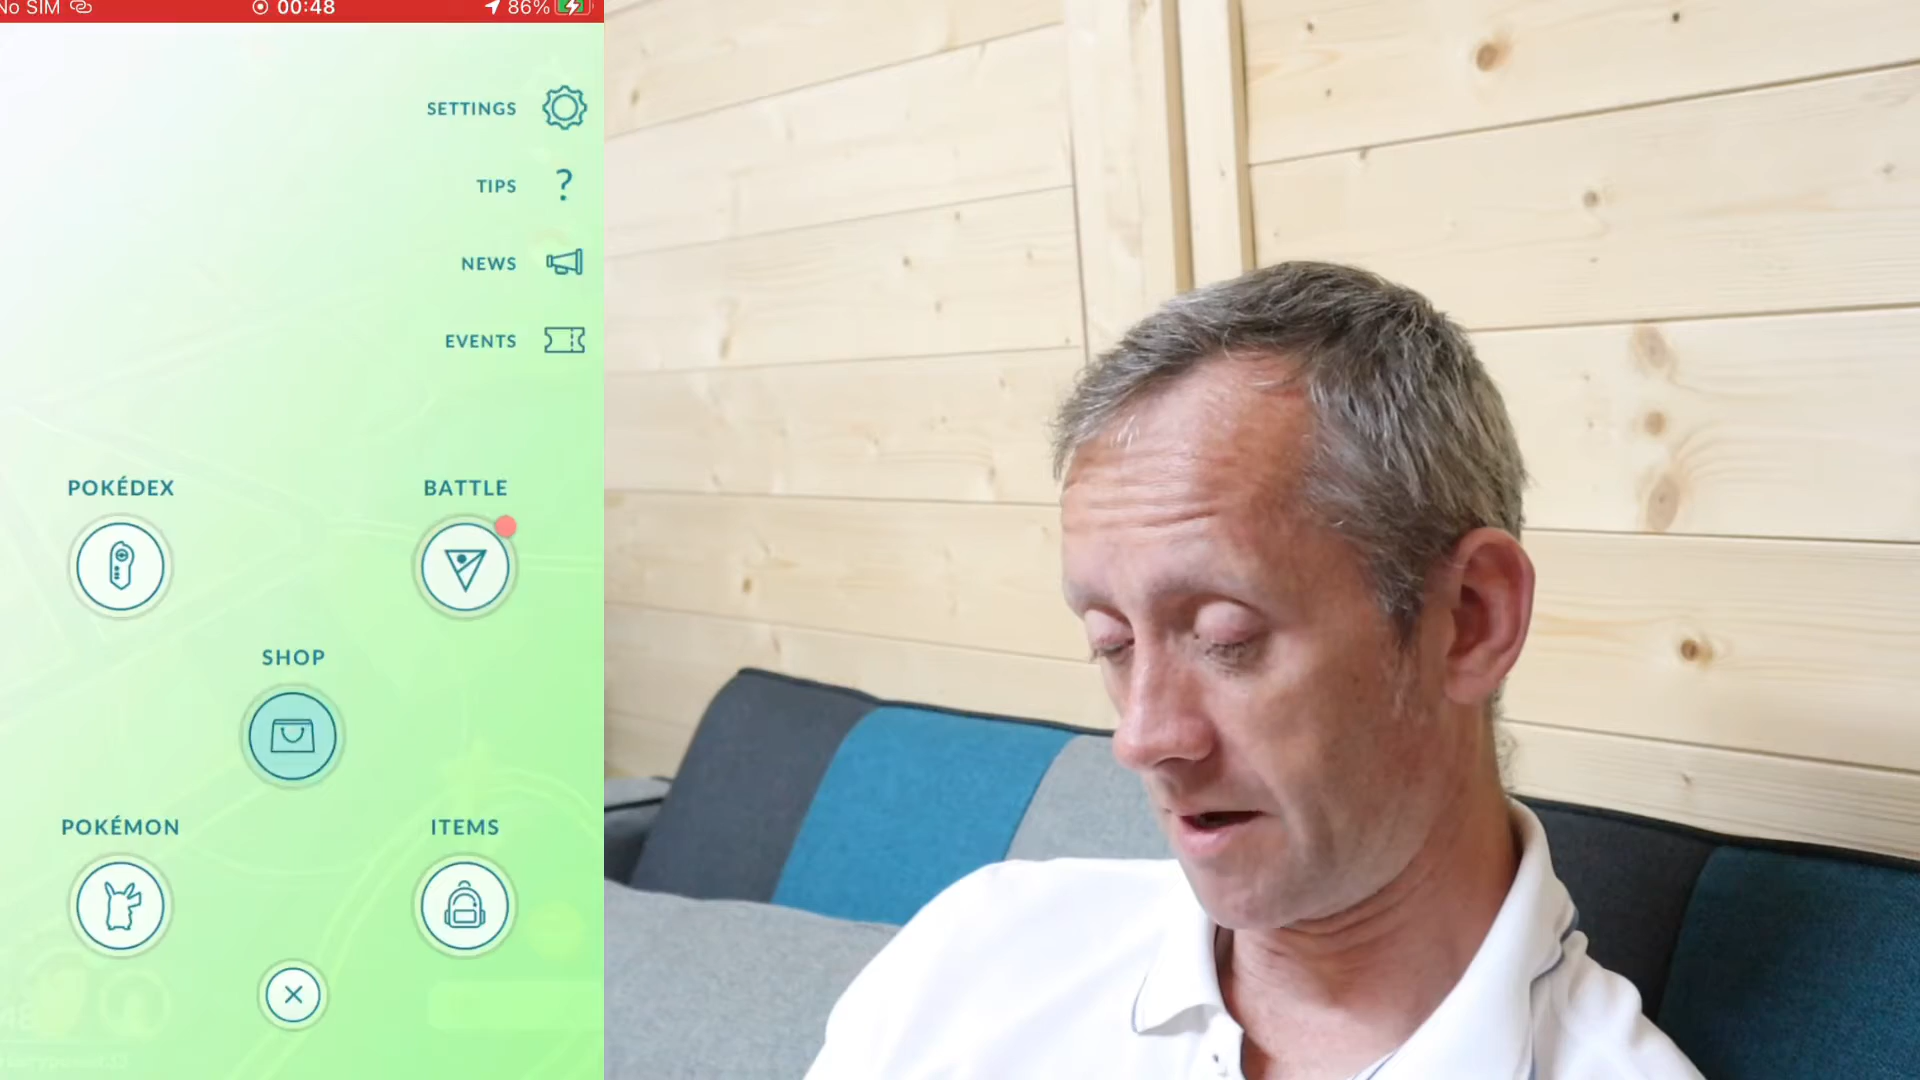 No SIM 00:48 86%
SETTINGS
TIPS ?
NEWS
EVENTS
POKÉDEX BATTLE
SHOP
POKÉMON ITEMS